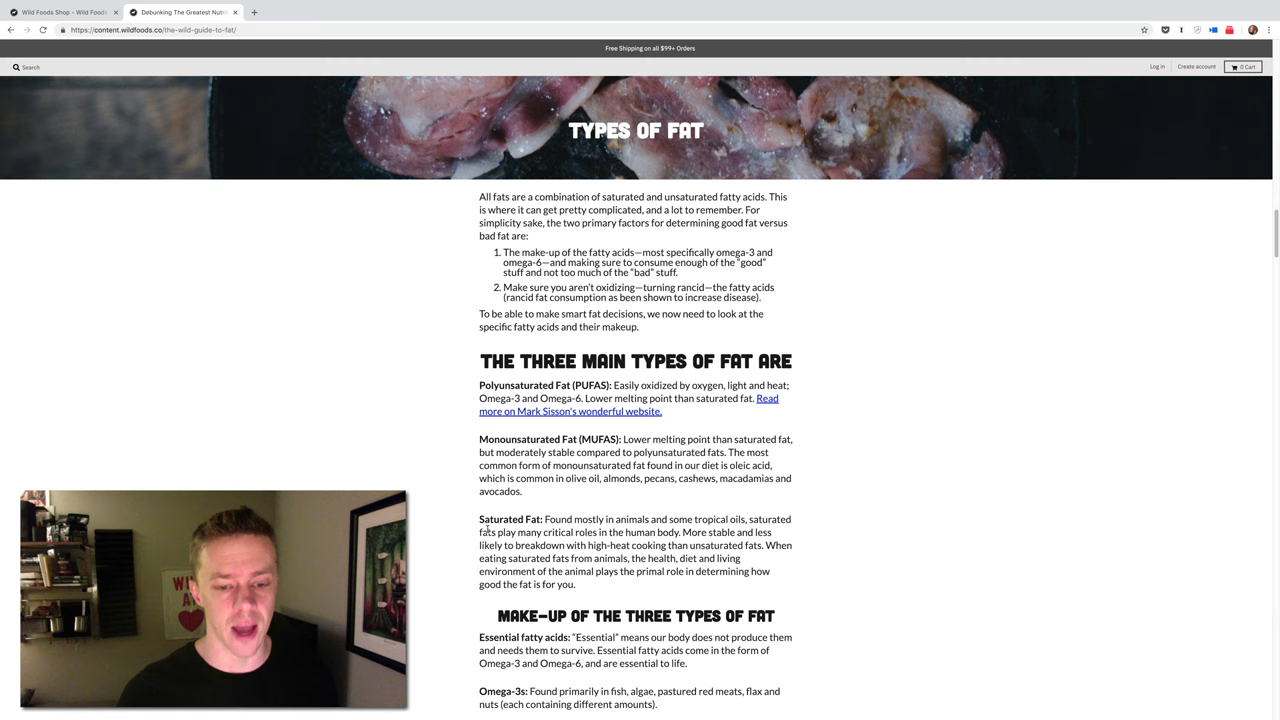 Wild Foods Shop - Wild Foods
Debunking The Greatest Nutri
https://content.wildfoods.co/the-wild-guide-to-fat/
Free Shipping on all $99+ Orders
Search
Log in
Create account
0 Cart
TYPES OF FAT
All fats are a combination of saturated and unsaturated fatty acids. This
is where it can get pretty complicated, and a lot to remember. For
simplicity sake, the two primary factors for determining good fat versus
bad fat are:
1. The make-up of the fatty acids—most specifically omega-3 and
omega-6—and making sure to consume enough of the "good"
stuff and not too much of the "bad" stuff.
2. Make sure you aren't oxidizing—turning rancid—the fatty acids
(rancid fat consumption as been shown to increase disease).
To be able to make smart fat decisions, we now need to look at the
specific fatty acids and their makeup.
THE THREE MAIN TYPES OF FAT ARE
Polyunsaturated Fat (PUFAS): Easily oxidized by oxygen, light and heat;
Omega-3 and Omega-6. Lower melting point than saturated fat. Read
more on Mark Sisson's wonderful website.
Monounsaturated Fat (MUFAS): Lower melting point than saturated fat,
but moderately stable compared to polyunsaturated fats. The most
common form of monounsaturated fat found in our diet is oleic acid,
which is common in olive oil, almonds, pecans, cashews, macadamias and
avocados.
Saturated Fat: Found mostly in animals and some tropical oils, saturated
fats play many critical roles in the human body. More stable and less
likely to breakdown with high-heat cooking than unsaturated fats. When
eating saturated fats from animals, the health, diet and living
environment of the animal plays the primal role in determining how
good the fat is for you.
MAKE-UP OF THE THREE TYPES OF FAT
Essential fatty acids: "Essential" means our body does not produce them
and needs them to survive. Essential fatty acids come in the form of
Omega-3 and Omega-6, and are essential to life.
Omega-3s: Found primarily in fish, algae, pastured red meats, flax and
nuts (each containing different amounts).